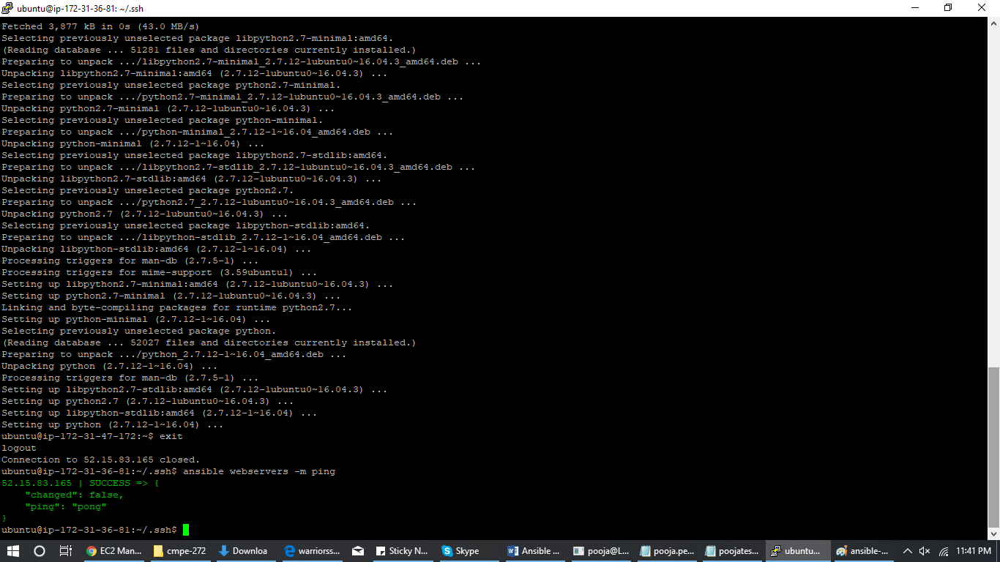 ubuntu@ip-172-31-36-81: ~/.ssh
Fetched 3,877 kB in 0s (43.0 MB/s)
Selecting previously unselected package libpython2.7-minimal:amd64.
(Reading database ... 51281 files and directories currently installed.)
Preparing to unpack .../libpython2.7-minimal_2.7.12-1ubuntu0~16.04.3_amd64.deb ...
Unpacking libpython2.7-minimal:amd64 (2.7.12-1ubuntu0~16.04.3) ...
Selecting previously unselected package python2.7-minimal.
Preparing to unpack .../python2.7-minimal_2.7.12-1ubuntu0~16.04.3_amd64.deb ...
Unpacking python2.7-minimal (2.7.12-1ubuntu0~16.04.3) ...
Selecting previously unselected package python-minimal.
Preparing to unpack .../python-minimal_2.7.12-1~16.04_amd64.deb ...
Unpacking python-minimal (2.7.12-1~16.04) ...
Selecting previously unselected package libpython2.7-stdlib:amd64.
Preparing to unpack .../libpython2.7-stdlib_2.7.12-1ubuntu0~16.04.3_amd64.deb ...
Unpacking libpython2.7-stdlib:amd64 (2.7.12-1ubuntu0~16.04.3) ...
Selecting previously unselected package python2.7.
Preparing to unpack .../python2.7_2.7.12-1ubuntu0~16.04.3_amd64.deb ...
Unpacking python2.7 (2.7.12-1ubuntu0~16.04.3) ...
Selecting previously unselected package libpython-stdlib:amd64.
Preparing to unpack .../libpython-stdlib_2.7.12-1~16.04_amd64.deb ...
Unpacking libpython-stdlib:amd64 (2.7.12-1~16.04) ...
Processing triggers for man-db (2.7.5-1) ...
Processing triggers for mime-support (3.59ubuntu1) ...
Setting up libpython2.7-minimal:amd64 (2.7.12-1ubuntu0~16.04.3) ...
Setting up python2.7-minimal (2.7.12-1ubuntu0~16.04.3) ...
Linking and byte-compiling packages for runtime python2.7...
Setting up python-minimal (2.7.12-1~16.04) ...
Selecting previously unselected package python.
(Reading database ... 52027 files and directories currently installed.)
Preparing to unpack .../python_2.7.12-1~16.04_amd64.deb ...
Unpacking python (2.7.12-1~16.04) ...
Processing triggers for man-db (2.7.5-1) ...
Setting up libpython2.7-stdlib:amd64 (2.7.12-1ubuntu0~16.04.3) ...
Setting up python2.7 (2.7.12-1ubuntu0~16.04.3) ...
Setting up libpython-stdlib:amd64 (2.7.12-1~16.04) ...
Setting up python (2.7.12-1~16.04) ...
ubuntu@ip-172-31-47-172:~$ exit
logout
Connection to 52.15.83.165 closed.
ubuntu@ip-172-31-36-81:~/.ssh$ ansible webservers -m ping
52.15.83.165 | SUCCESS => {
    "changed": false,
    "ping": "pong"
}
ubuntu@ip-172-31-36-81:~/.ssh$
EC2 Man... cmpe-272 Downloa warriorss... Sticky N... Skype Ansible ... pooja@L... pooja.pe... poojates... ubuntu... ansible-... 11:41 PM